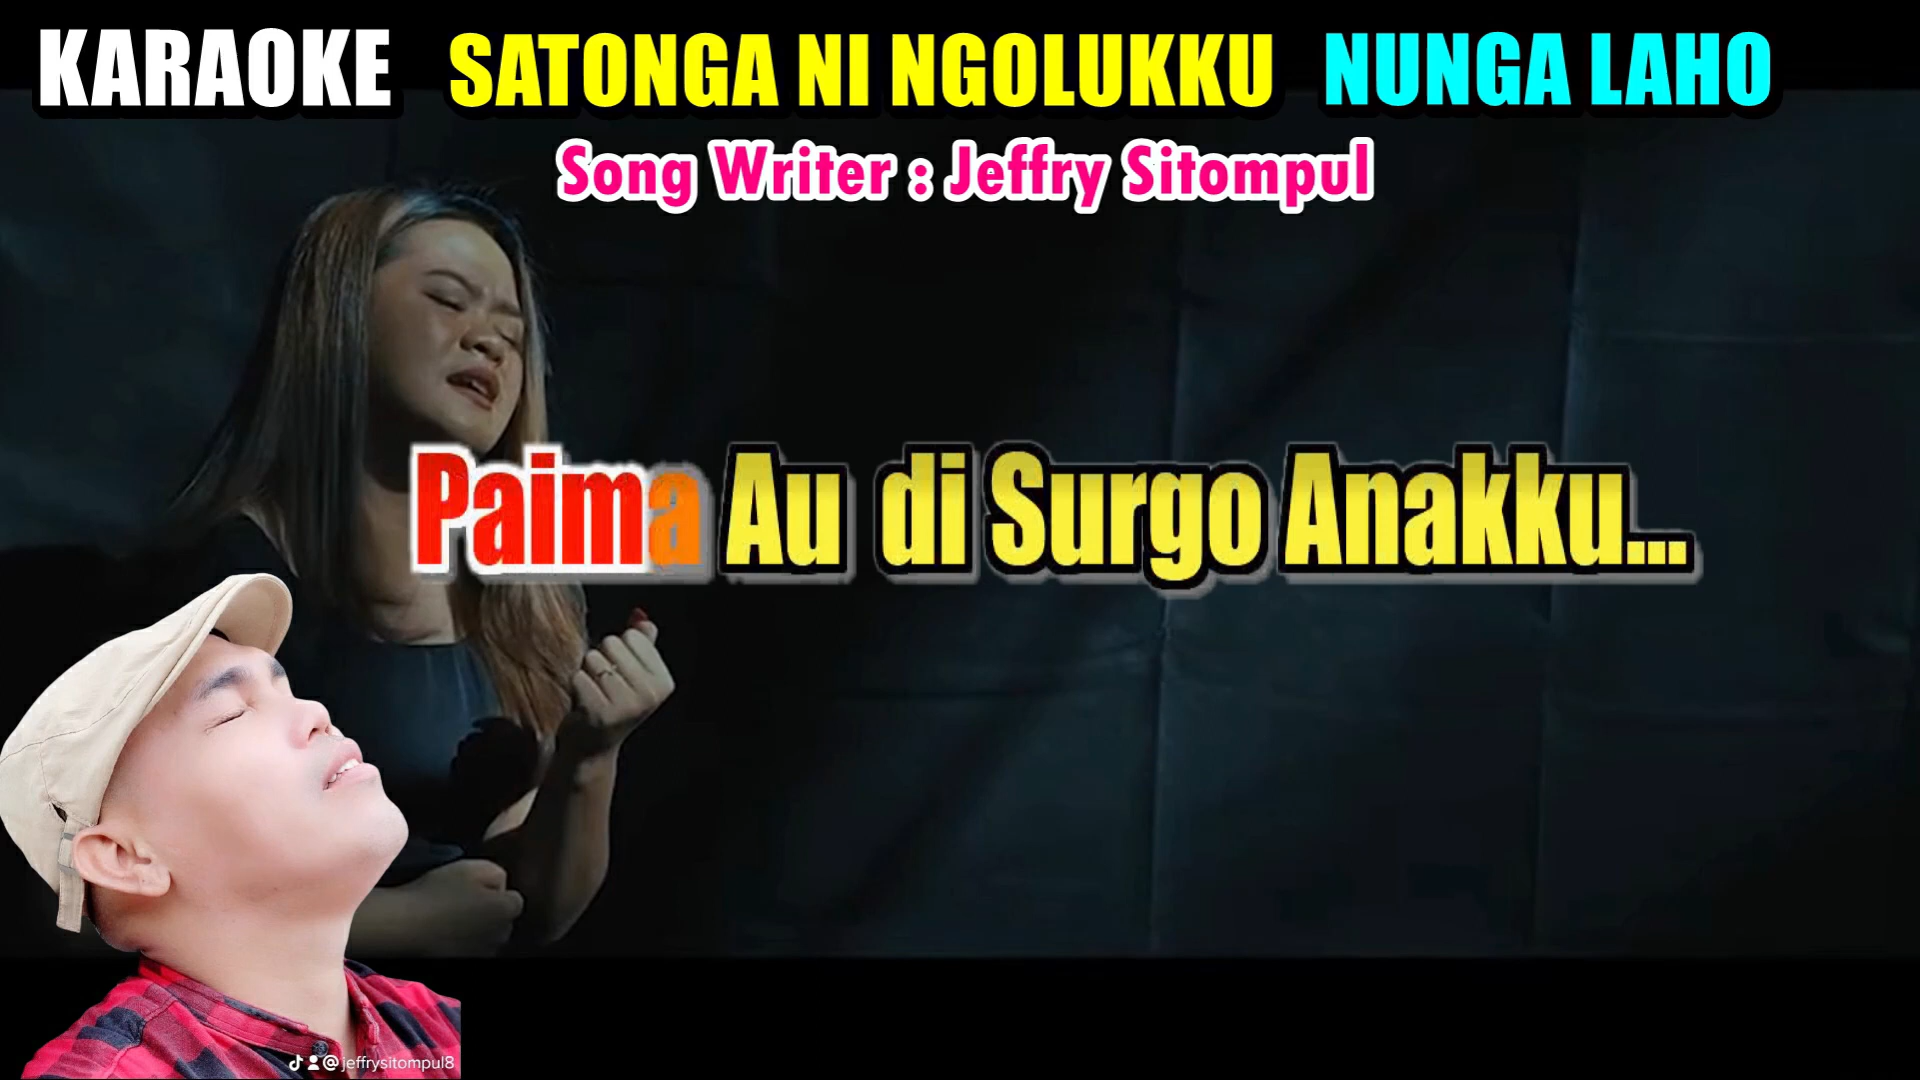 KARAOKE SATONGA NI NGOLUKKU NUNGA LAHO
Song Writer : Jeffry Sitompul
Paima Au di Surgo Anakku...
@jeffrysitompul8